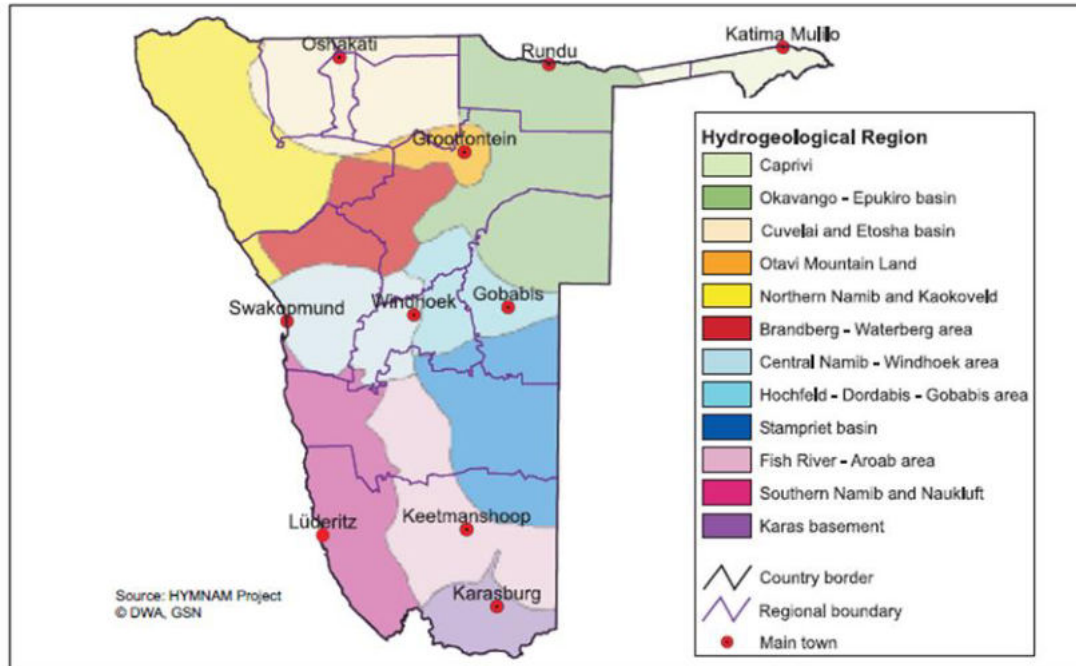 Oshakati
Rundu
Katima Mulilo
Grootfontein
Swakopmund
Windhoek
Gobabis
Lüderitz
Keetmanshoop
Karasburg
Source: HYMNAM Project
© DWA, GSN
Hydrogeological Region
Caprivi
Okavango - Epukiro basin
Cuvelai and Etosha basin
Otavi Mountain Land
Northern Namib and Kaokoveld
Brandberg - Waterberg area
Central Namib - Windhoek area
Hochfeld - Dordabis - Gobabis area
Stampriet basin
Fish River - Aroab area
Southern Namib and Naukluft
Karas basement
Country border
Regional boundary
Main town